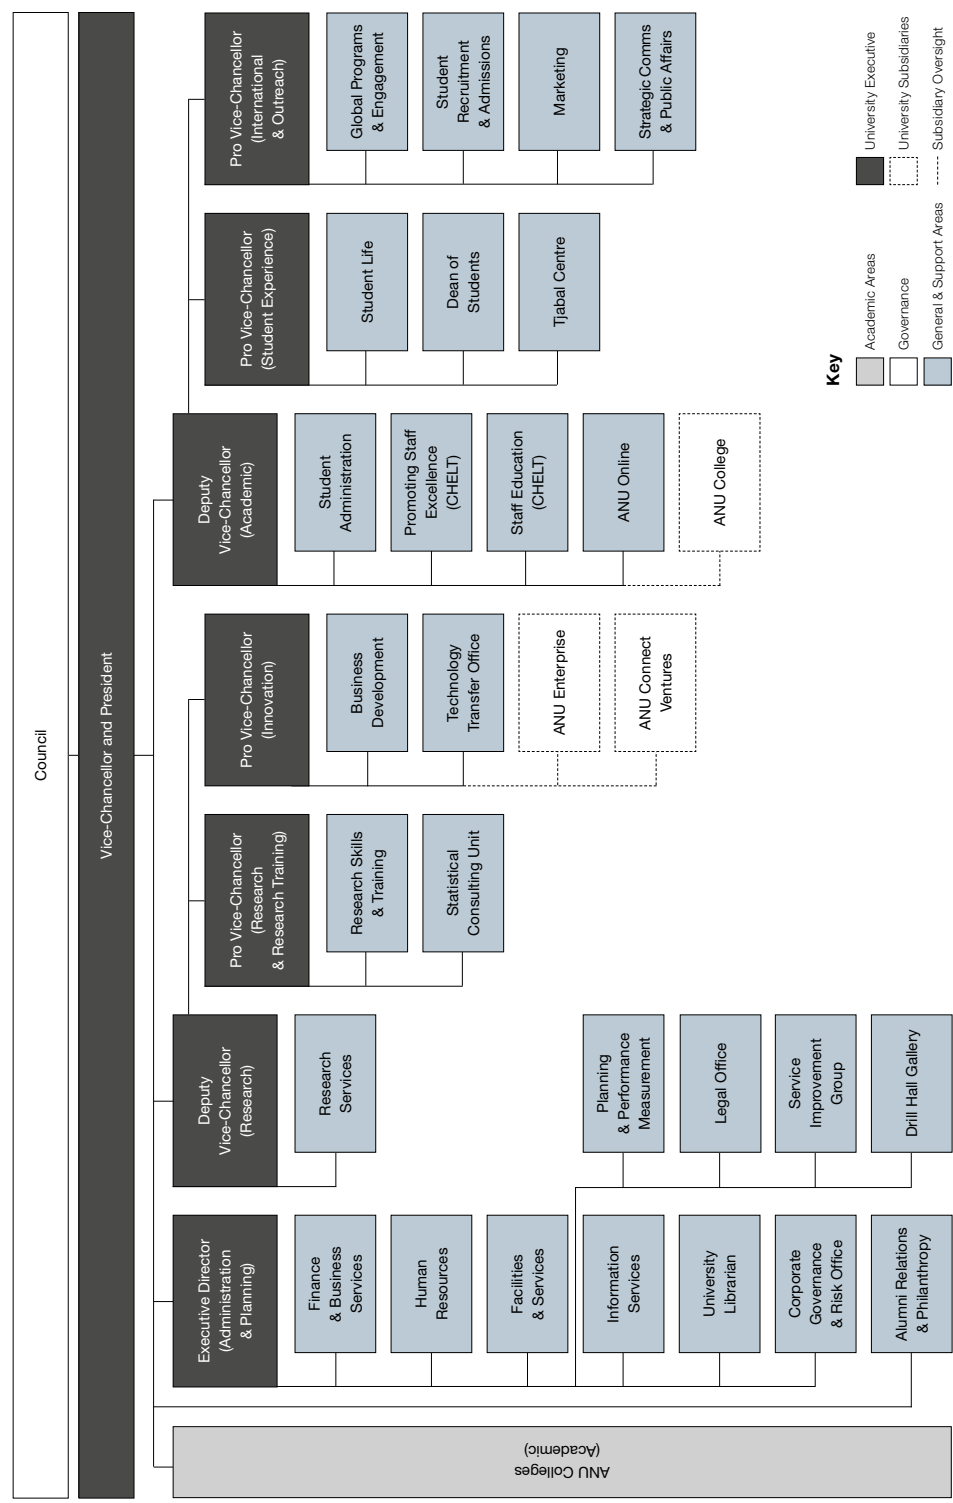 Council
Vice-Chancellor and President
ANU Colleges
(Academic)
Executive Director
(Administration
& Planning)
Finance
& Business
Services
Human
Resources
Facilities
& Services
Information
Services
University
Librarian
Corporate
Governance
& Risk Office
Alumni Relations
& Philanthropy
Planning
& Performance
Measurement
Legal Office
Service
Improvement
Group
Drill Hall Gallery
Deputy
Vice-Chancellor
(Research)
Research
Services
Pro Vice-Chancellor
(Research
& Research Training)
Research Skills
& Training
Statistical
Consulting Unit
Pro Vice-Chancellor
(Innovation)
Business
Development
Technology
Transfer Office
ANU Enterprise
ANU Connect
Ventures
Deputy
Vice-Chancellor
(Academic)
Student
Administration
Promoting Staff
Excellence
(CHELT)
Staff Education
(CHELT)
ANU Online
ANU College
Pro Vice-Chancellor
(Student Experience)
Student Life
Dean of
Students
Tjabal Centre
Pro Vice-Chancellor
(International
& Outreach)
Global Programs
& Engagement
Student
Recruitment
& Admissions
Marketing
Strategic Comms
& Public Affairs
Key
Academic Areas
Governance
General & Support Areas
University Executive
University Subsidiaries
Subsidiary Oversight